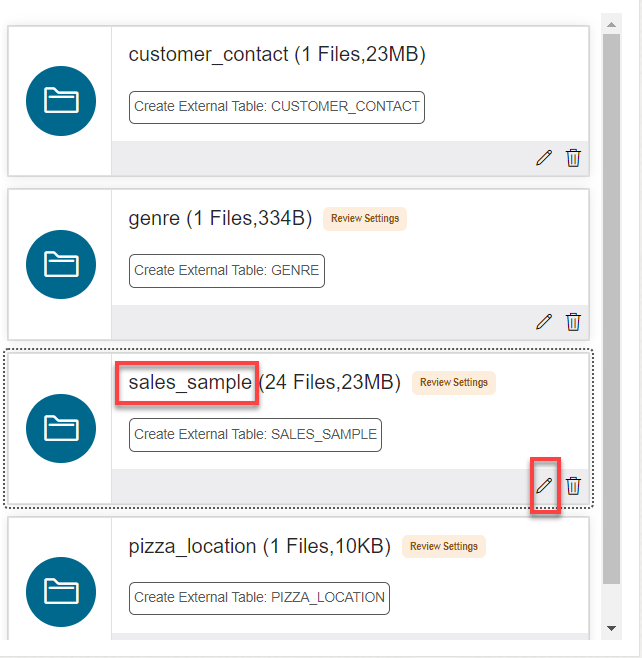 customer_contact (1 Files,23MB)
Create External Table: CUSTOMER_CONTACT
genre (1 Files,334B) Review Settings
Create External Table: GENRE
sales_sample (24 Files,23MB) Review Settings
Create External Table: SALES_SAMPLE
pizza_location (1 Files,10KB) Review Settings
Create External Table: PIZZA_LOCATION